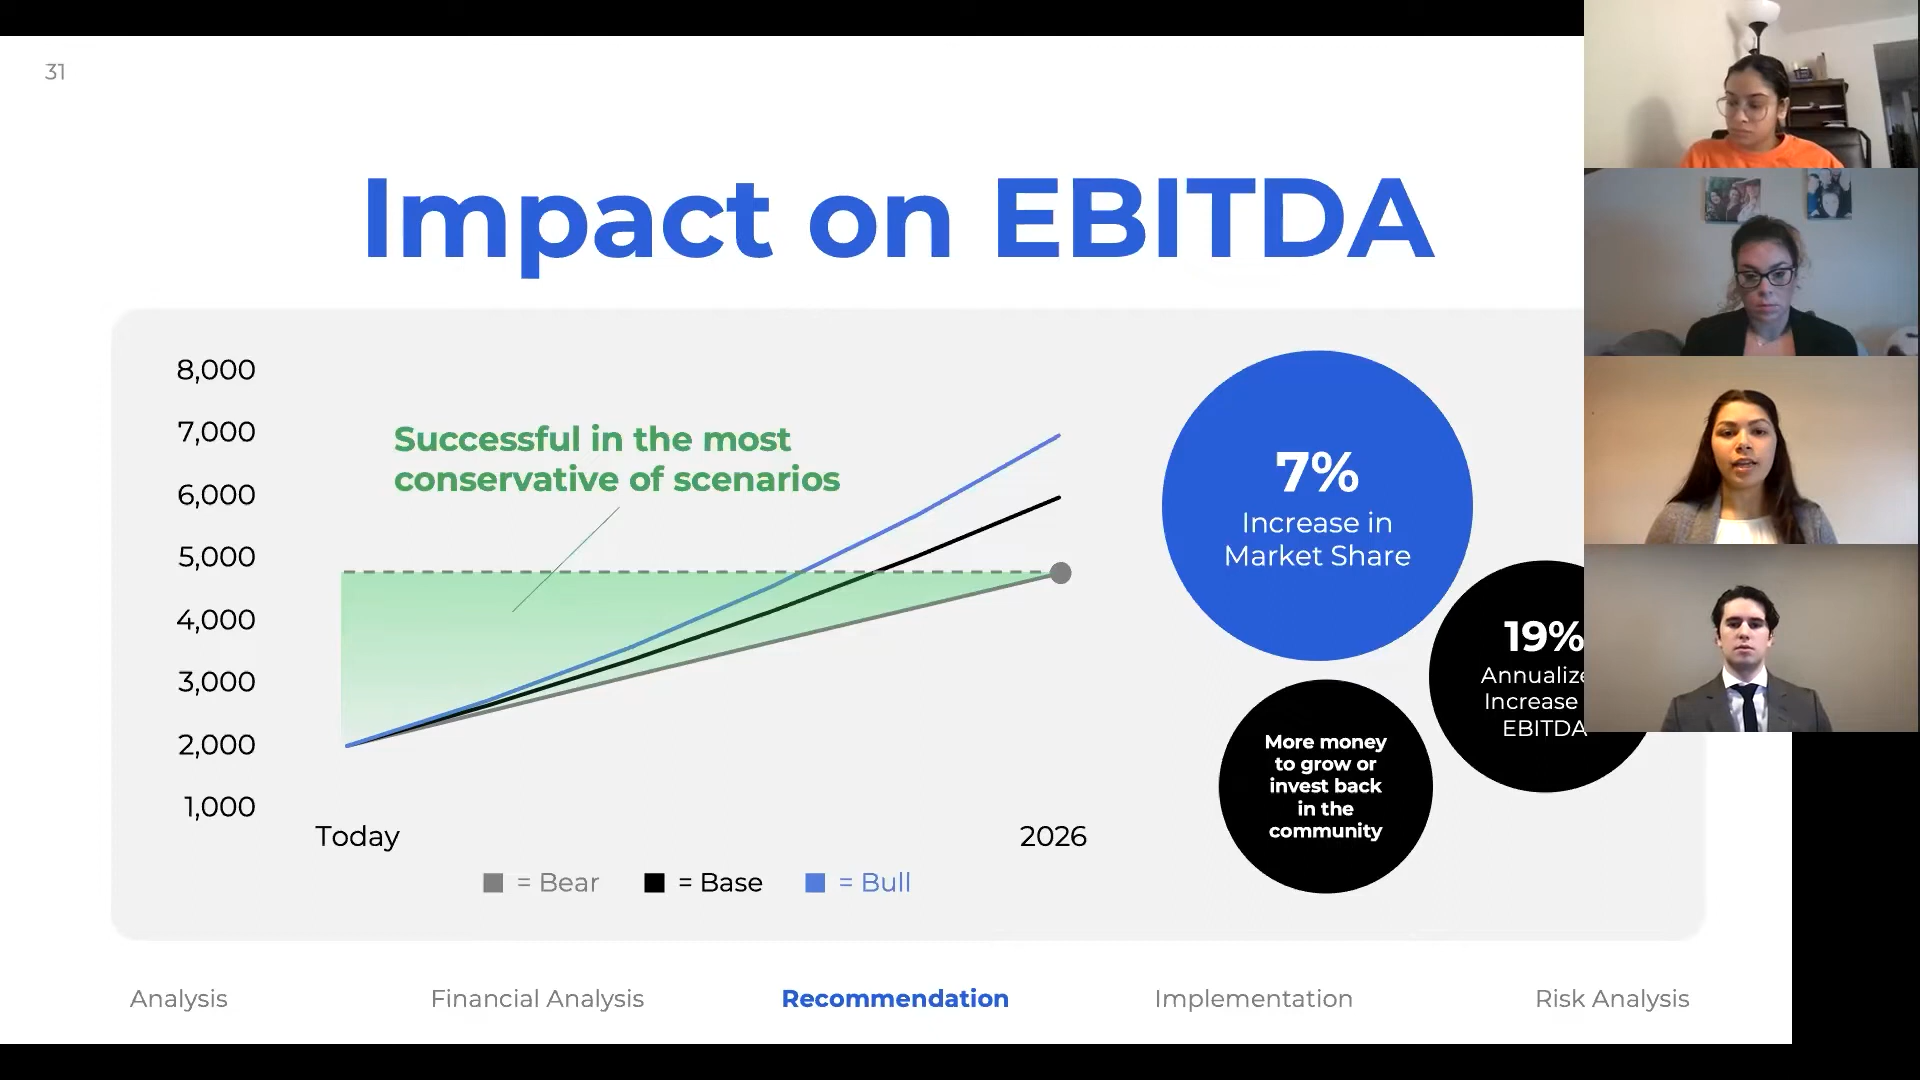 31
Impact on EBITDA
8,000
7,000
6,000
5,000
4,000
3,000
2,000
1,000
Successful in the most
conservative of scenarios
Today
2026
= Bear
= Base
= Bull
7%
Increase in
Market Share
19%
Annualize
Increase
EBITDA
More money
to grow or
invest back
in the
community
Analysis
Financial Analysis
Recommendation
Implementation
Risk Analysis